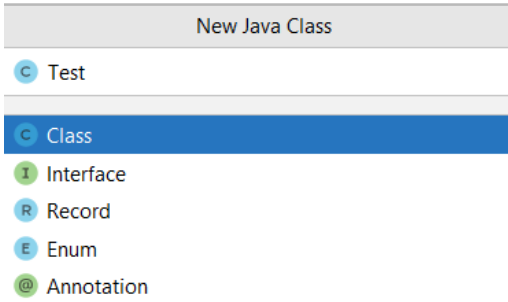 New Java Class
C Test
C Class
I Interface
R Record
E Enum
@ Annotation